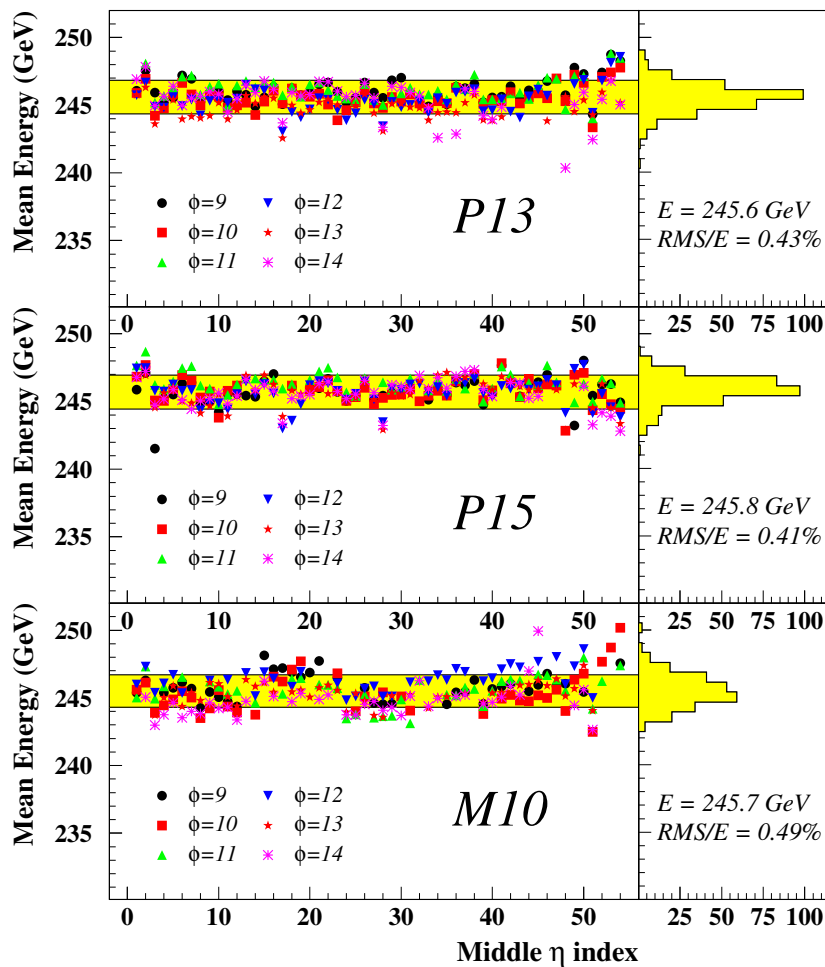 Mean Energy (GeV)
250
245
240
235
ϕ=9 ϕ=12
ϕ=10 ϕ=13
ϕ=11 ϕ=14
P13
E = 245.6 GeV
RMS/E = 0.43%
0 10 20 30 40 50
25 50 75 100
Mean Energy (GeV)
250
245
240
235
ϕ=9 ϕ=12
ϕ=10 ϕ=13
ϕ=11 ϕ=14
P15
E = 245.8 GeV
RMS/E = 0.41%
0 10 20 30 40 50
25 50 75 100
Mean Energy (GeV)
250
245
240
235
ϕ=9 ϕ=12
ϕ=10 ϕ=13
ϕ=11 ϕ=14
M10
E = 245.7 GeV
RMS/E = 0.49%
0 10 20 30 40 50
25 50 75 100
Middle η index